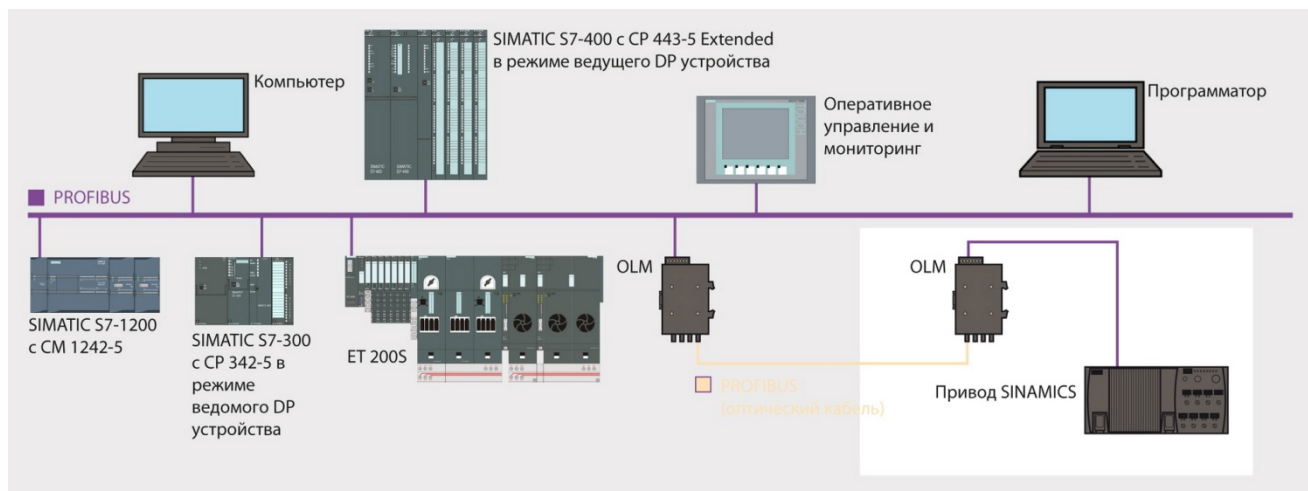 SIMATIC S7-400 с CP 443-5 Extended
в режиме ведущего DP устройства
Компьютер
Оперативное
управление и
мониторинг
Программатор
PROFIBUS
OLM
OLM
SIMATIC S7-1200
с CM 1242-5
SIMATIC S7-300
с CP 342-5 в
режиме
ведомого DP
устройства
ET 200S
PROFIBUS
(оптический кабель)
Привод SINAMICS